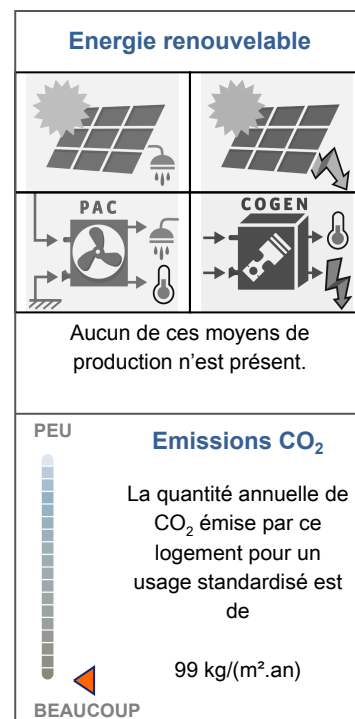 Energie renouvelable
PAC
COGEN
Aucun de ces moyens de
production n'est présent.
PEU
Emissions CO₂
La quantité annuelle de
CO₂ émise par ce
logement pour un
usage standardisé est
de
99 kg/(m².an)
BEAUCOUP